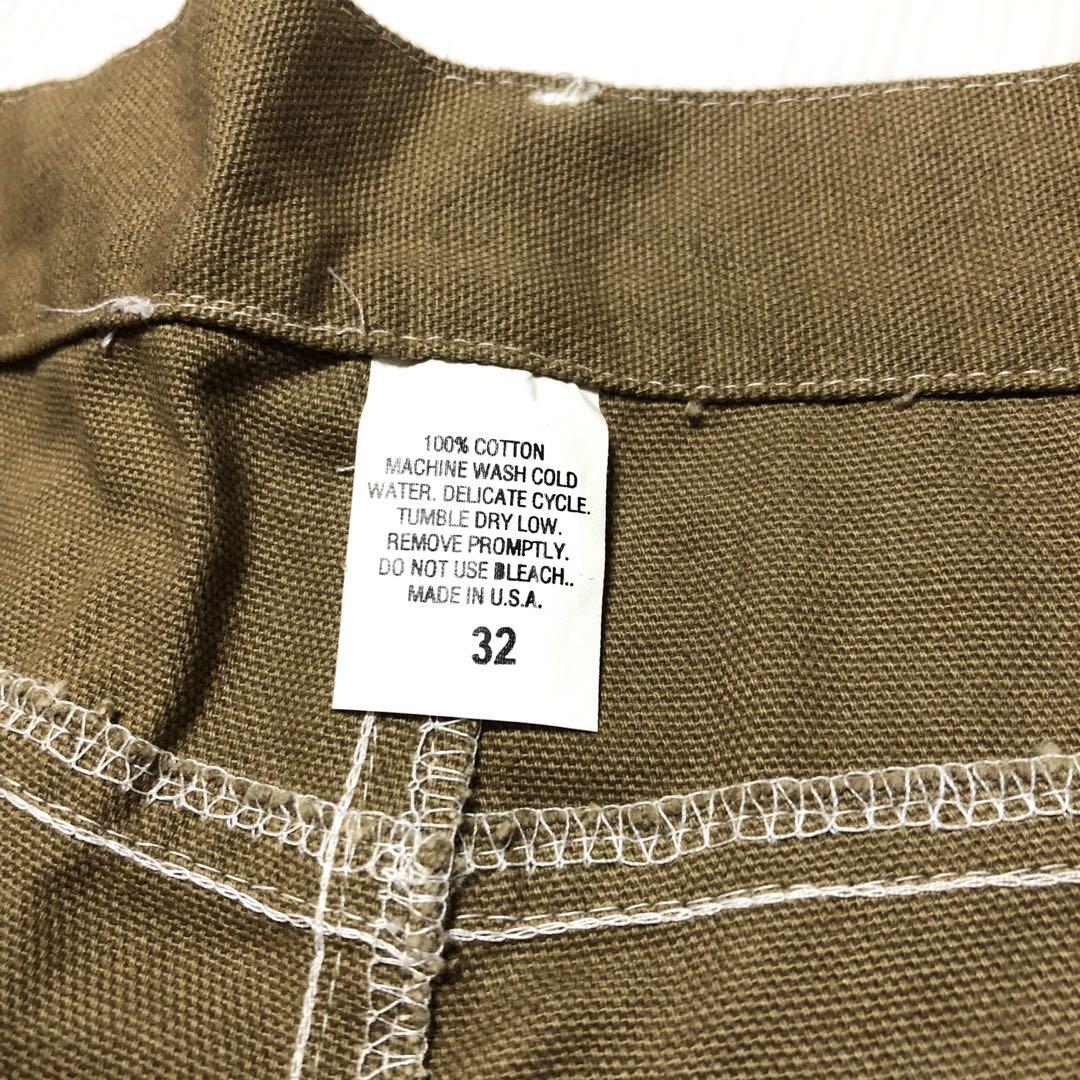 100% COTTON
MACHINE WASH COLD
WATER. DELICATE CYCLE.
TUMBLE DRY LOW.
REMOVE PROMPTLY.
DO NOT USE BLEACH..
MADE IN U.S.A.
32